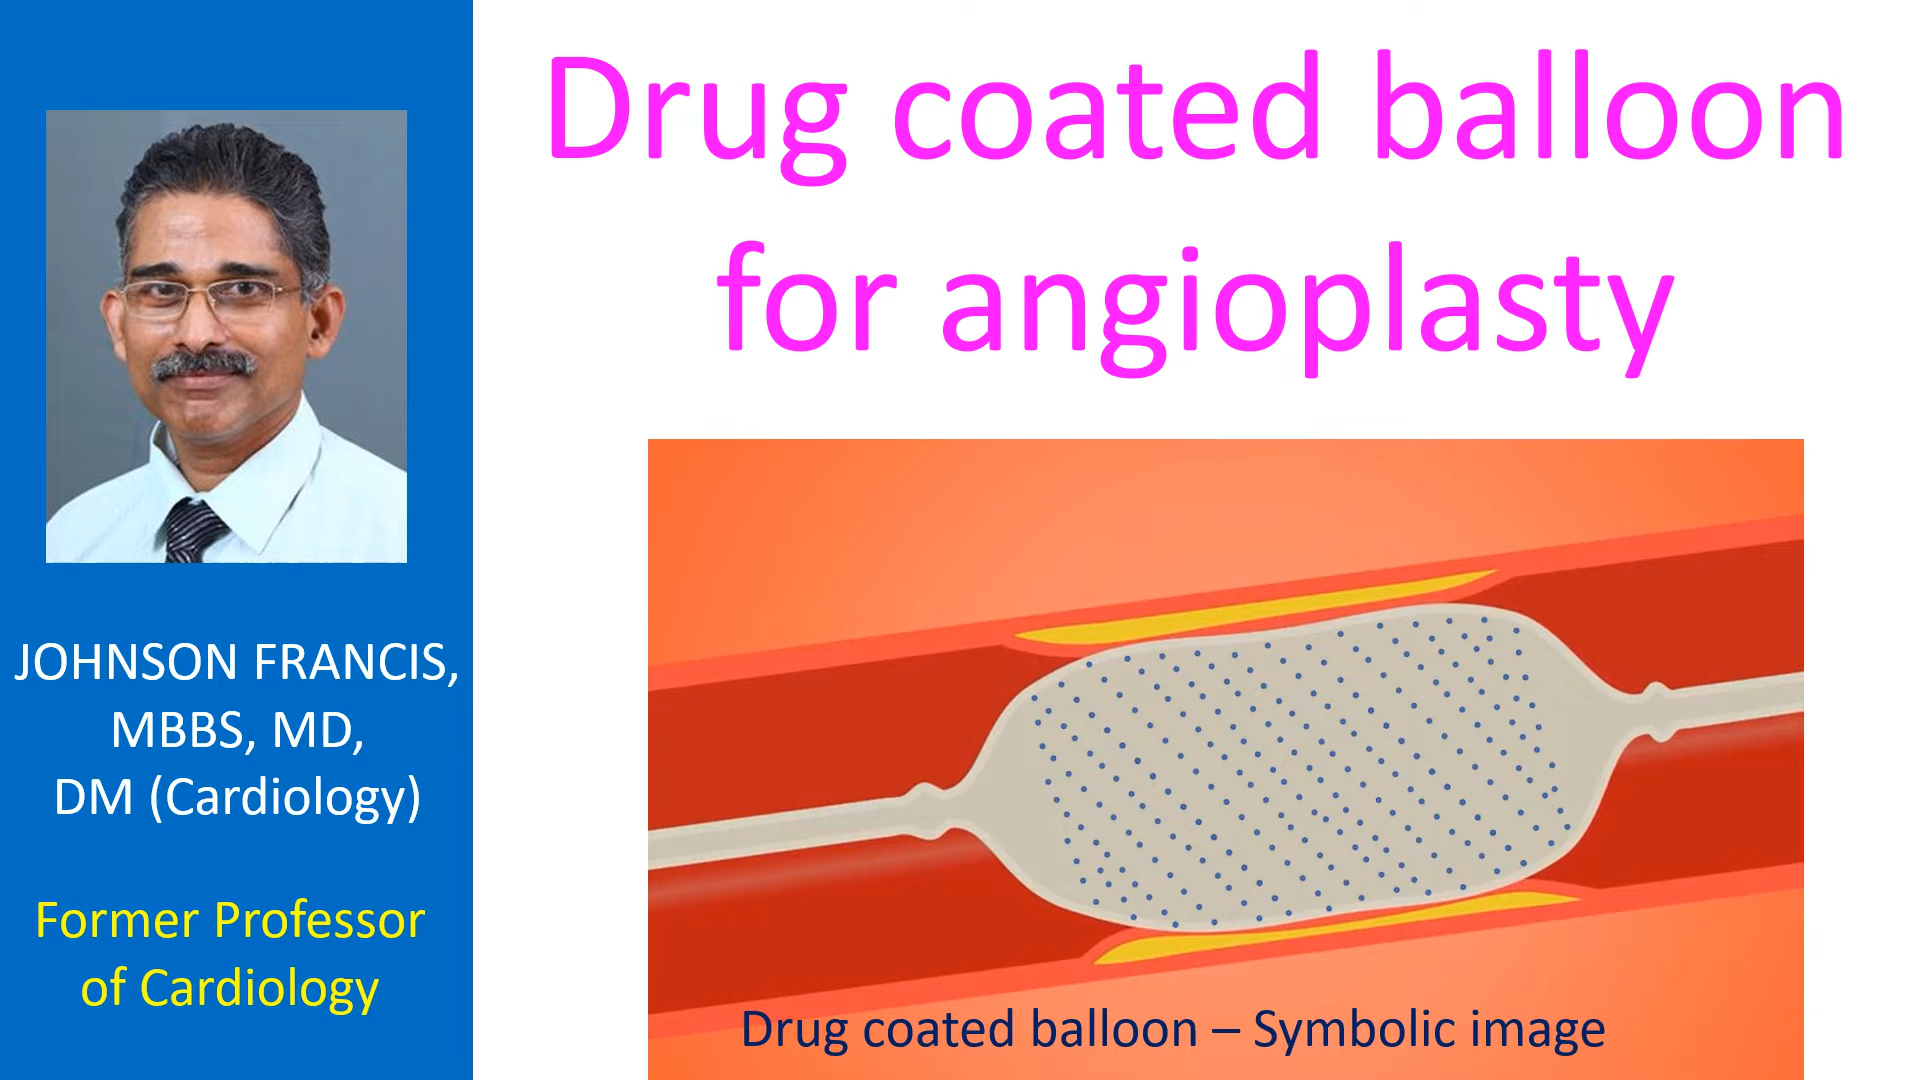 Drug coated balloon
for angioplasty
JOHNSON FRANCIS,
MBBS, MD,
DM (Cardiology)
Former Professor
of Cardiology
Drug coated balloon – Symbolic image